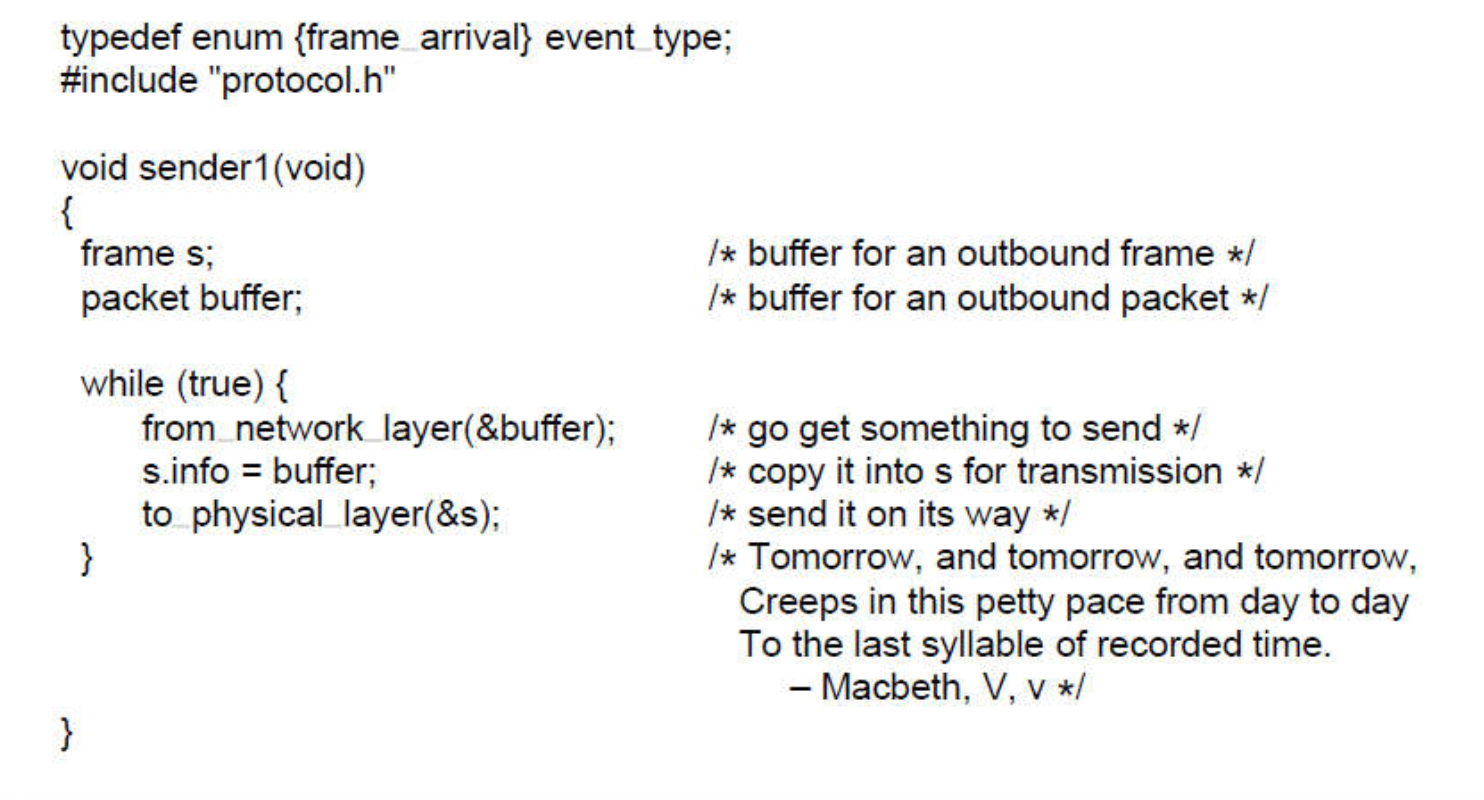 typedef enum {frame_arrival} event_type;
#include "protocol.h"
void sender1(void)
{
frame s; /* buffer for an outbound frame */
packet buffer; /* buffer for an outbound packet */
while (true) {
from_network_layer(&buffer); /* go get something to send */
s.info = buffer; /* copy it into s for transmission */
to_physical_layer(&s); /* send it on its way */
} /* Tomorrow, and tomorrow, and tomorrow,
Creeps in this petty pace from day to day
To the last syllable of recorded time.
– Macbeth, V, v */
}